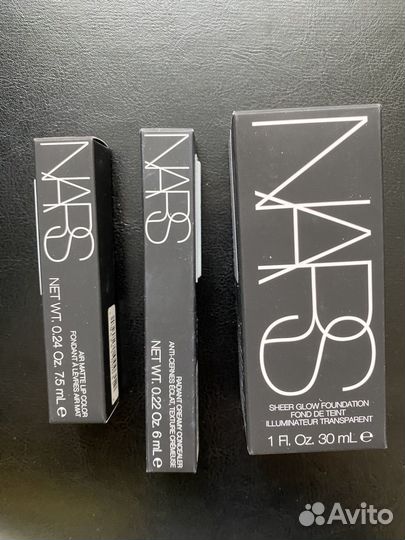 NARS
AIR MATTE LIP COLOR
FONDANT À LÈVRES AIR MAT
NET WT. 0.24 Oz. 7.5 mL e
NARS
RADIANT CREAMY CONCEALER
ANTI-CERNES ÉCLAT, TEXTURE CRÉMEUSE
NET WT. 0.22 Oz. 6 mL e
NARS
SHEER GLOW FOUNDATION
FOND DE TEINT
ILLUMINATEUR TRANSPARENT
1 Fl. Oz. 30 mL e
Avito